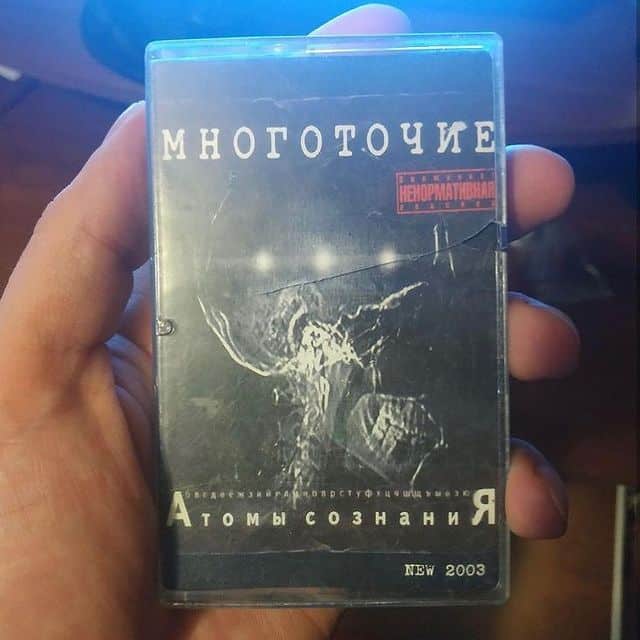 МНОГОТОЧИЕ
НЕНОРМАТИВНАЯ
Атомы сознаниЯ
NEW 2003